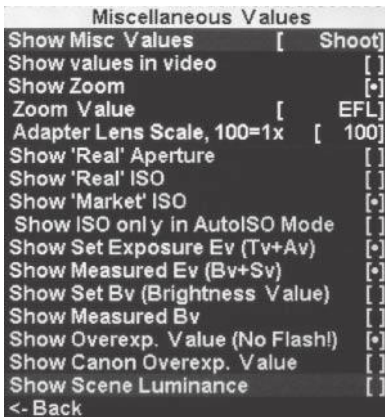 Miscellaneous Values
Show Misc Values [ Shoot]
Show values in video [ ]
Show Zoom [•]
Zoom Value [ EFL]
Adapter Lens Scale, 100=1x [ 100]
Show 'Real' Aperture [ ]
Show 'Real' ISO [ ]
Show 'Market' ISO [•]
Show ISO only in AutoISO Mode [ ]
Show Set Exposure Ev (Tv+Av) [•]
Show Measured Ev (Bv+Sv) [•]
Show Set Bv (Brightness Value) [ ]
Show Measured Bv [ ]
Show Overexp. Value (No Flash!) [•]
Show Canon Overexp. Value [ ]
Show Scene Luminance [ ]
<- Back